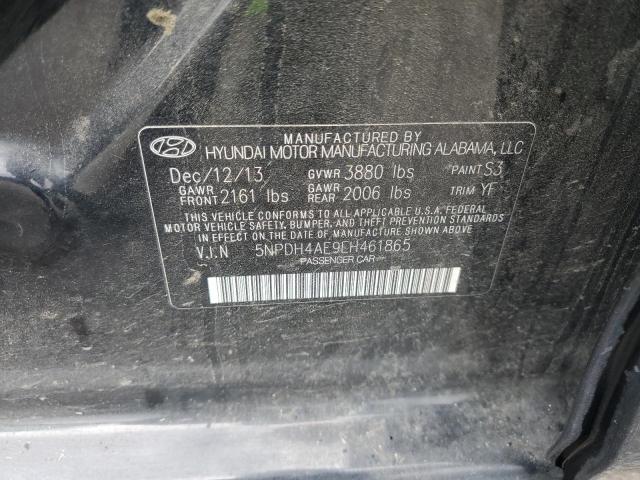 MANUFACTURED BY
HYUNDAI MOTOR MANUFACTURING ALABAMA, LLC
Dec/12/13 GVWR 3880 lbs PAINT S3
GAWR FRONT 2161 lbs GAWR REAR 2006 lbs TRIM YF
THIS VEHICLE CONFORMS TO ALL APPLICABLE U.S.A. FEDERAL
MOTOR VEHICLE SAFETY, BUMPER, AND THEFT PREVENTION STANDARDS
IN EFFECT ON THE DATE OF MANUFACTURE SHOWN ABOVE.
V.I.N 5NPDH4AE9EH461865
PASSENGER CAR